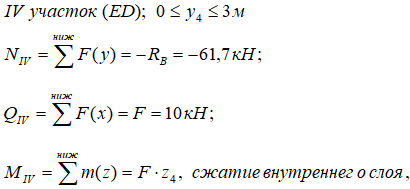 IV участок (ED); 0 ≤ y₄ ≤ 3 м
N_IV = ∑^ниж F(y) = −R_B = −61,7 кН;
Q_IV = ∑^ниж F(x) = F = 10 кН;
M_IV = ∑^ниж m(z) = F · z₄, сжатие внутреннег о слоя,